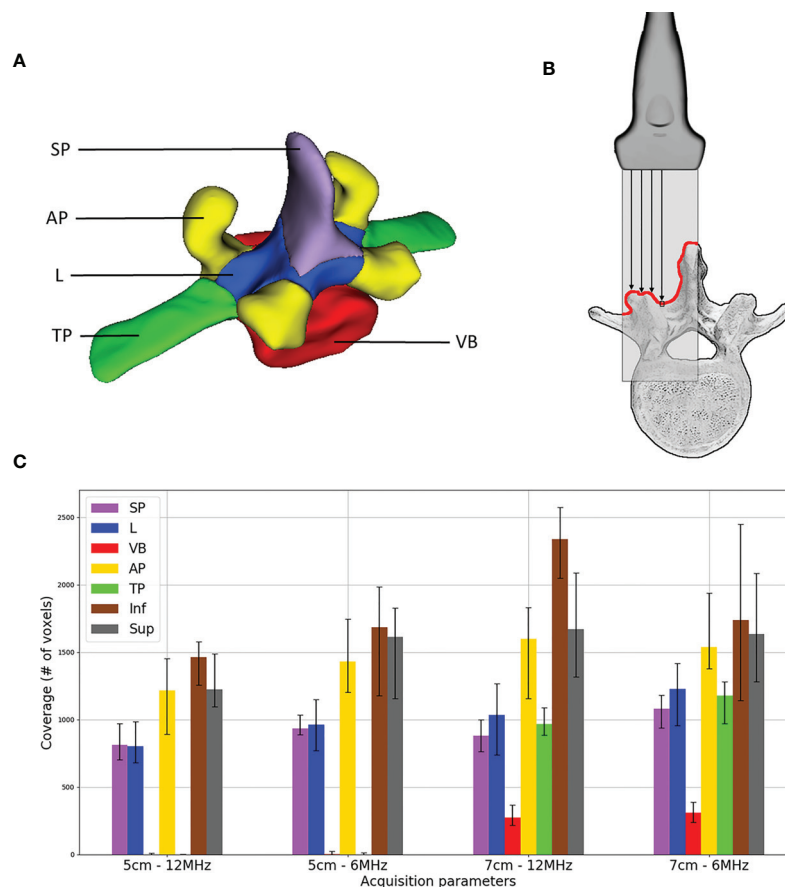 A
B
SP
AP
L
TP
VB
C
2500
2000
1500
1000
500
0
Coverage (# of voxels)
SP
L
VB
AP
TP
Inf
Sup
5cm - 12MHz
5cm - 6MHz
7cm - 12MHz
7cm - 6MHz
Acquisition parameters